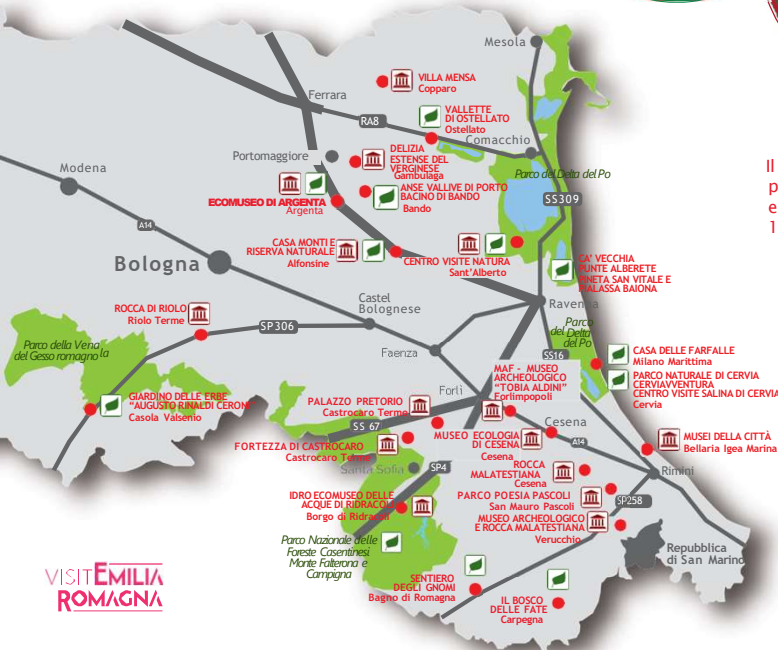 Mesola
VILLA MENSA
Copparo
Ferrara
RA8
VALLETTE
DI OSTELLATO
Ostellato
Comacchio
Portomaggiore
DELIZIA
ESTENSE DEL
VERGINESE
Gambulaga
Parco del Delta del Po
Il
p
e
1
Modena
ECOMUSEO DI ARGENTA
Argenta
ANSE VALLIVE DI PORTO
BACINO DI BANDO
Bando
SS309
A14
CASA MONTI E
RISERVA NATURALE
Alfonsine
CENTRO VISITE NATURA
Sant'Alberto
Bologna
CA' VECCHIA
PUNTE ALBERETE
PINETA SAN VITALE E
PIALASSA BAIONA
ROCCA DI RIOLO
Riolo Terme
Castel
Bolognese
Ravenna
SP306
Parco
del Delta
del Po
Parco della Vena
del Gesso romagnola
Faenza
SS16
CASA DELLE FARFALLE
Milano Marittima
MAF - MUSEO
ARCHEOLOGICO
"TOBIA ALDINI"
Forlimpopoli
PARCO NATURALE DI CERVIA
CERVIAVVENTURA
CENTRO VISITE SALINA DI CERVIA
Cervia
Forlì
GIARDINO DELLE ERBE
"AUGUSTO RINALDI CERONI"
Casola Valsenio
PALAZZO PRETORIO
Castrocaro Terme
SS 67
Cesena
FORTEZZA DI CASTROCARO
Castrocaro Terme
MUSEO ECOLOGIA
DI CESENA
Cesena
A14
MUSEI DELLA CITTÀ
Bellaria Igea Marina
Santa Sofia
SP4
ROCCA
MALATESTIANA
Cesena
Rimini
IDRO ECOMUSEO DELLE
ACQUE DI RIDRACOLI
Borgo di Ridracoli
PARCO POESIA PASCOLI
San Mauro Pascoli
SP258
MUSEO ARCHEOLOGICO
E ROCCA MALATESTIANA
Verucchio
Parco Nazionale delle
Foreste Casentinesi
Monte Falterona e
Campigna
Repubblica
di San Marino
SENTIERO
DEGLI GNOMI
Bagno di Romagna
IL BOSCO
DELLE FATE
Carpegna
VISIT EMILIA
ROMAGNA